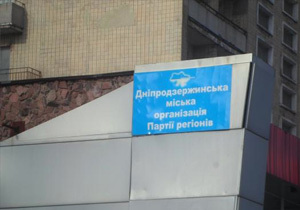 Дніпродзержинська
міська
організація
Партії регіонів